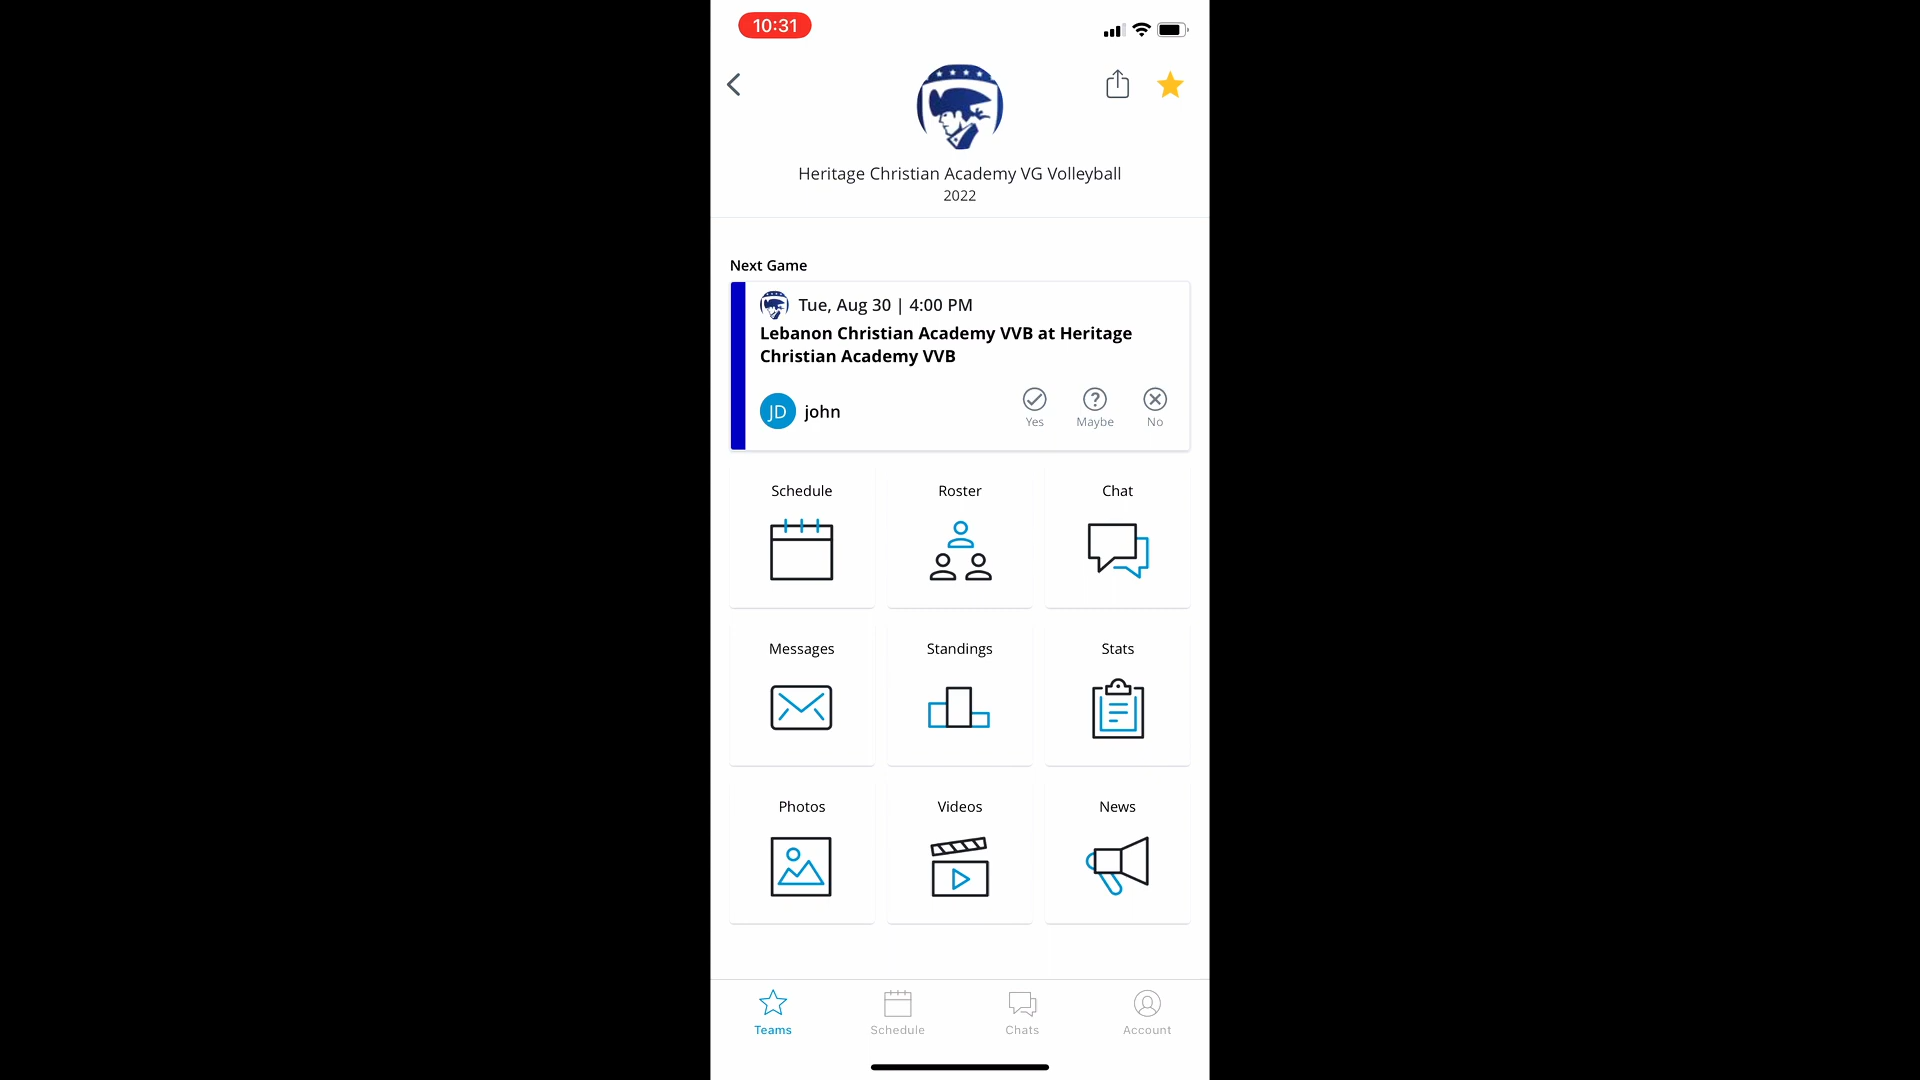 10:31
Heritage Christian Academy VG Volleyball
2022
Next Game
Tue, Aug 30 | 4:00 PM
Lebanon Christian Academy VVB at Heritage
Christian Academy VVB
JD john
Yes Maybe No
Schedule Roster Chat
Messages Standings Stats
Photos Videos News
Teams Schedule Chats Account